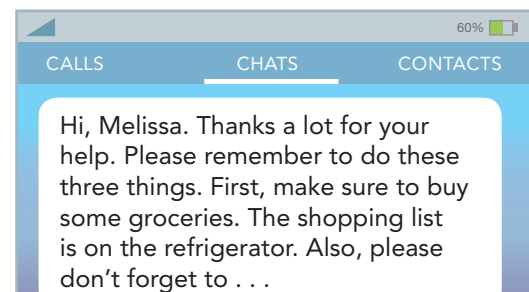 60%
CALLS CHATS CONTACTS
Hi, Melissa. Thanks a lot for your
help. Please remember to do these
three things. First, make sure to buy
some groceries. The shopping list
is on the refrigerator. Also, please
don't forget to . . .